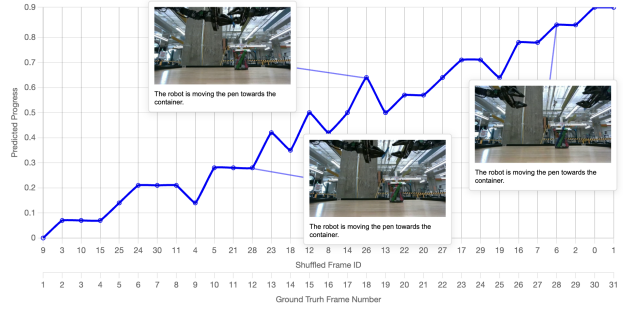 0.9
0.8
0.7
0.6
0.5
0.4
0.3
0.2
0.1
0
Predicted Progress
The robot is moving the pen towards the
container.
The robot is moving the pen towards the
container.
The robot is moving the pen towards the
container.
9 3 10 15 25 24 30 11 4 5 21 28 23 18 12 8 14 26 13 22 20 27 17 29 19 16 7 6 2 0 1
Shuffled Frame ID
1 2 3 4 5 6 7 8 9 10 11 12 13 14 15 16 17 18 19 20 21 22 23 24 25 26 27 28 29 30 31
Ground Trurh Frame Number